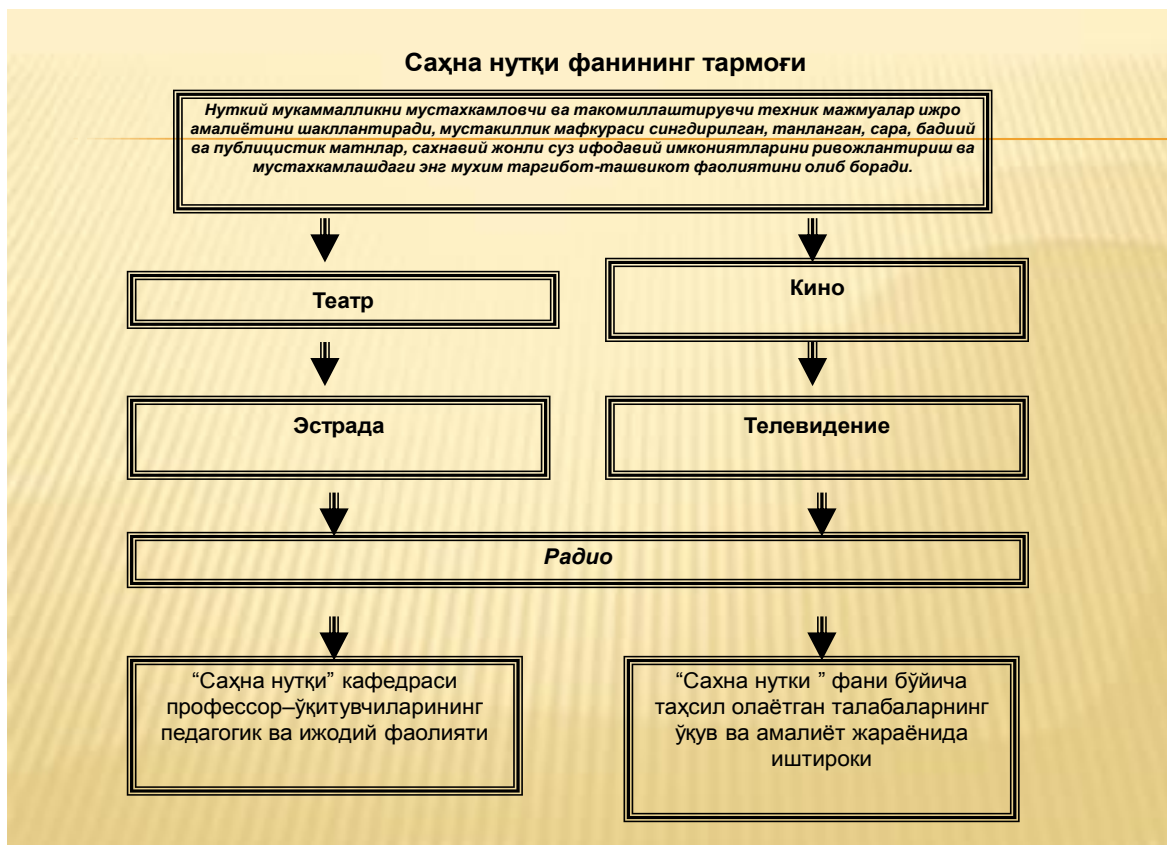 Саҳна нутқи фанининг тармоғи
Нуткий мукаммалликни мустахкамловчи ва такомиллаштирувчи техник мажмуалар ижро
амалиётини шакллантиради, мустакиллик мафкураси сингдирилган, танланган, сара, бадиий
ва публицистик матнлар, сахнавий жонли суз ифодавий имкониятларини ривожлантириш ва
мустахкамлашдаги энг мухим таргибот-ташвикот фаолиятини олиб боради.
Театр
Кино
Эстрада
Телевидение
Радио
“Саҳна нутқи” кафедраси
профессор–ўқитувчиларининг
педагогик ва ижодий фаолияти
“Сахна нутки ” фани бўйича
таҳсил олаётган талабаларнинг
ўқув ва амалиёт жараёнида
иштироки